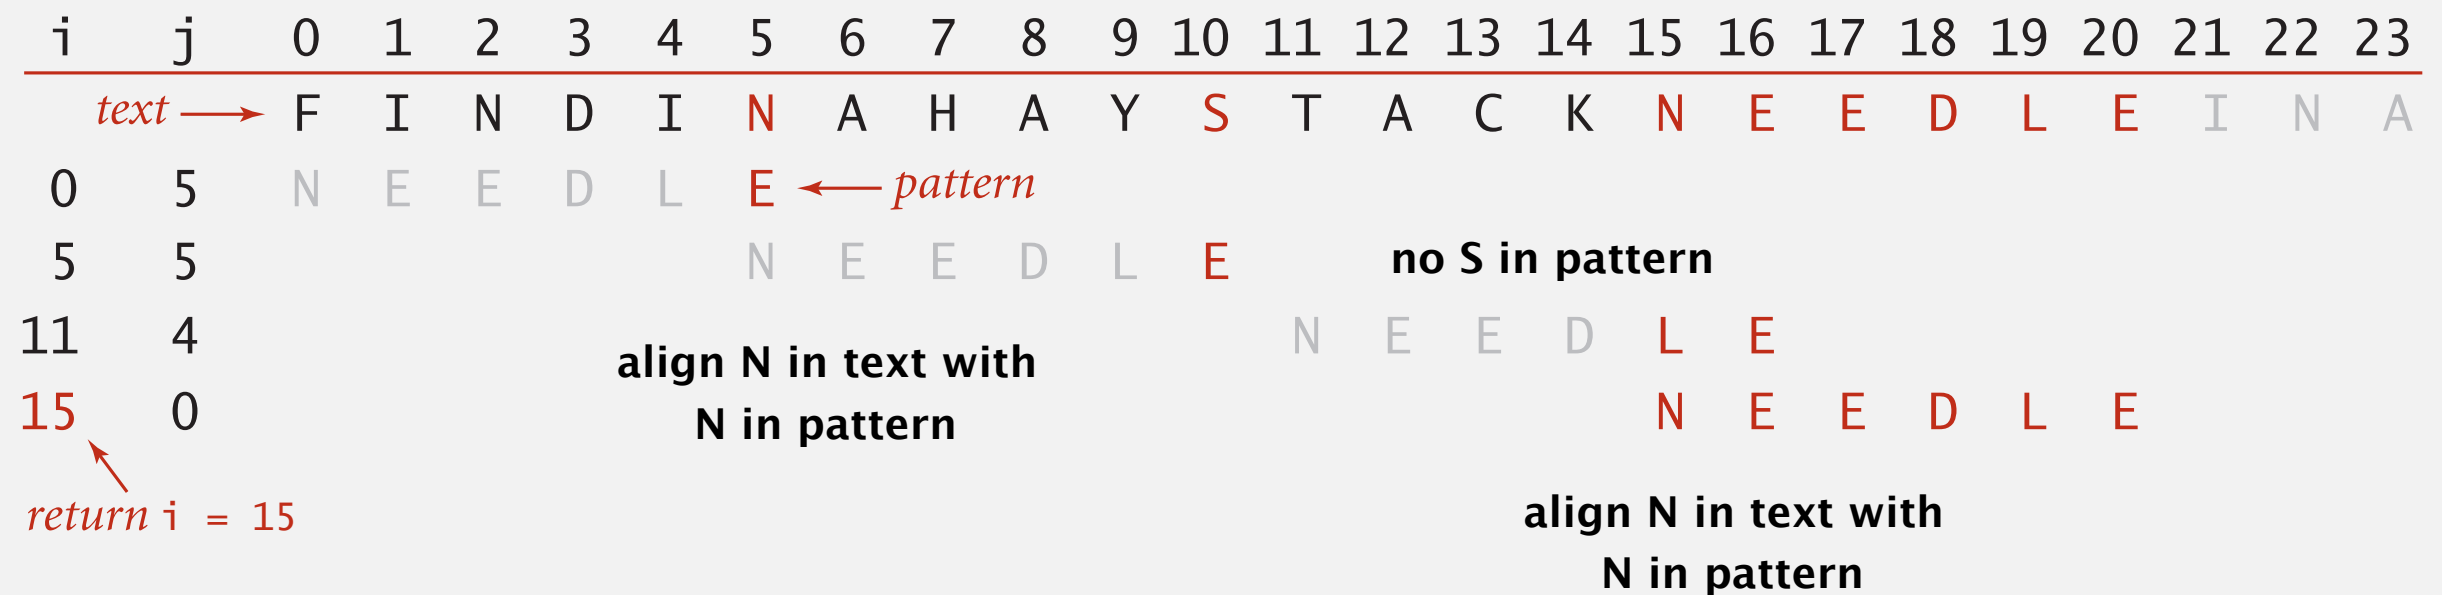 i j 0 1 2 3 4 5 6 7 8 9 10 11 12 13 14 15 16 17 18 19 20 21 22 23
text F I N D I N A H A Y S T A C K N E E D L E I N A
0 5 N E E D L E pattern
5 5 N E E D L E no S in pattern
11 4 N E E D L E
align N in text with
15 0 N E E D L E
N in pattern
return i = 15
align N in text with
N in pattern